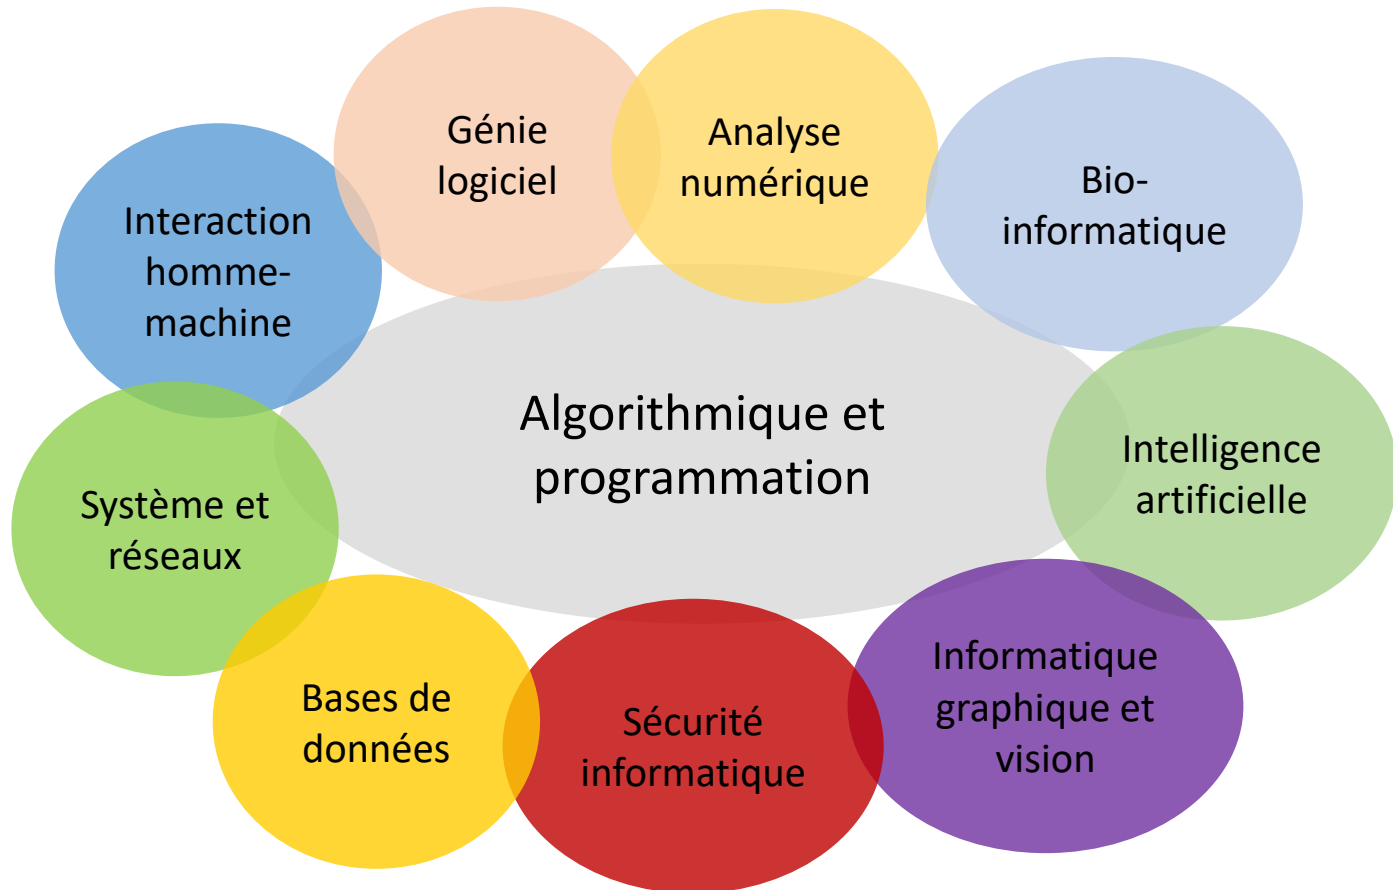 Génie
logiciel
Analyse
numérique
Bio-
informatique
Interaction
homme-
machine
Algorithmique et
programmation
Intelligence
artificielle
Système et
réseaux
Informatique
graphique et
vision
Bases de
données
Sécurité
informatique